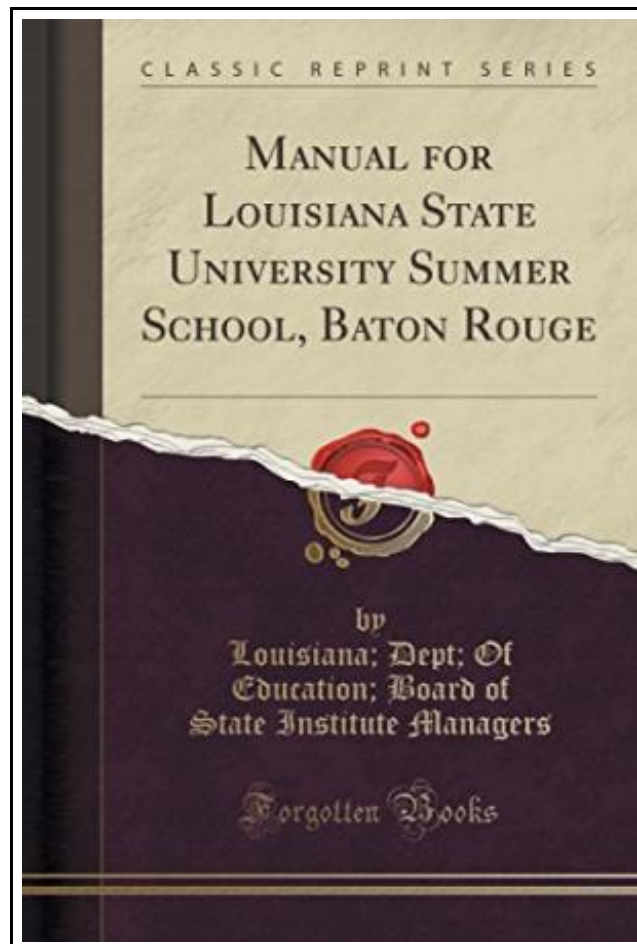 CLASSIC REPRINT SERIES
MANUAL FOR
LOUISIANA STATE
UNIVERSITY SUMMER
SCHOOL, BATON ROUGE
by
Louisiana; Dept; Of
Education; Board of
State Institute Managers
Forgotten Books